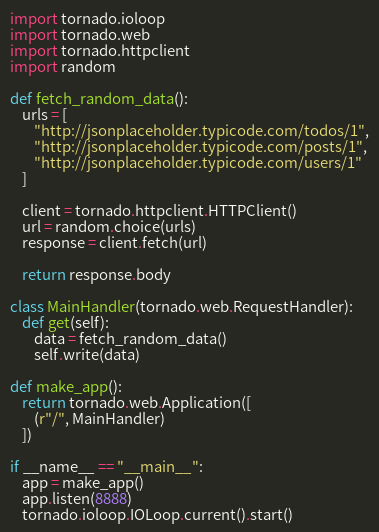 import tornado.ioloop
import tornado.web
import tornado.httpclient
import random

def fetch_random_data():
    urls = [
        "http://jsonplaceholder.typicode.com/todos/1",
        "http://jsonplaceholder.typicode.com/posts/1",
        "http://jsonplaceholder.typicode.com/users/1"
    ]

    client = tornado.httpclient.HTTPClient()
    url = random.choice(urls)
    response = client.fetch(url)

    return response.body

class MainHandler(tornado.web.RequestHandler):
    def get(self):
        data = fetch_random_data()
        self.write(data)

def make_app():
    return tornado.web.Application([
        (r"/", MainHandler)
    ])

if __name__ == "__main__":
    app = make_app()
    app.listen(8888)
    tornado.ioloop.IOLoop.current().start()